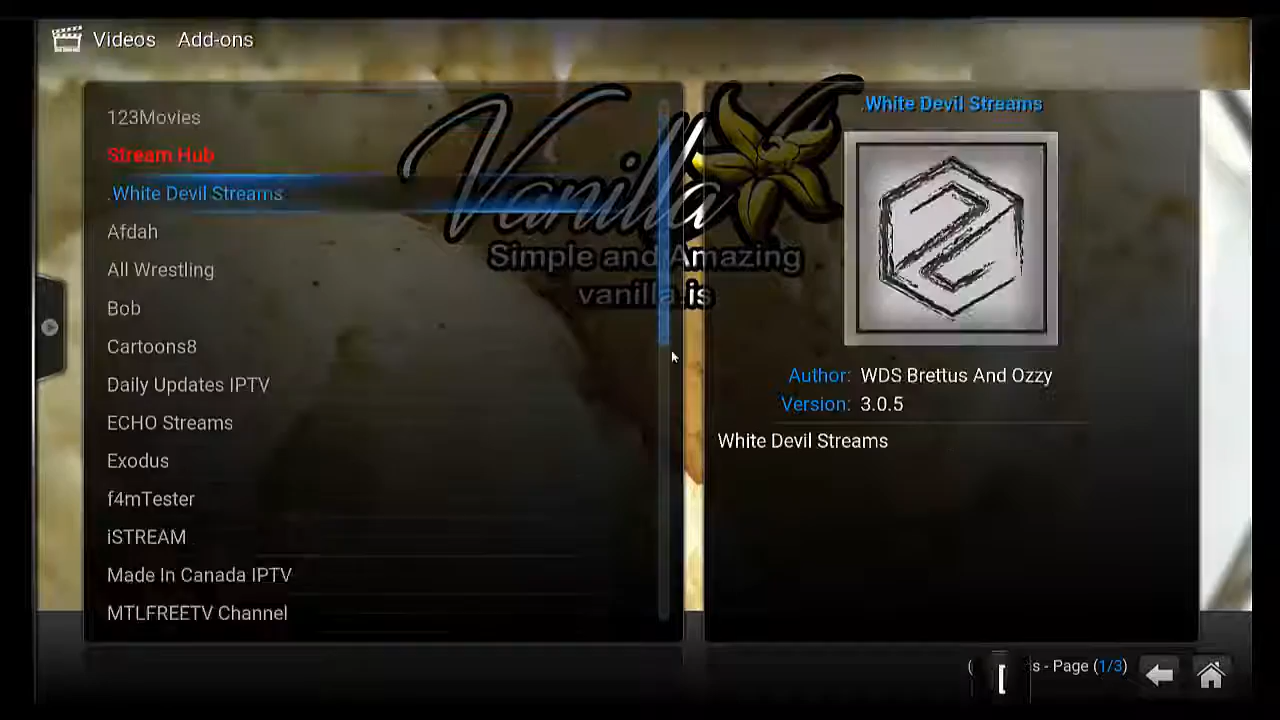 Videos Add-ons
123Movies
Stream Hub
.White Devil Streams
Afdah
All Wrestling
Bob
Cartoons8
Daily Updates IPTV
ECHO Streams
Exodus
f4mTester
iSTREAM
Made In Canada IPTV
MTLFREETV Channel
Vanilla
Simple and Amazing
vanilla.is
.White Devil Streams
Author: WDS Brettus And Ozzy
Version: 3.0.5
White Devil Streams
s - Page (1/3)